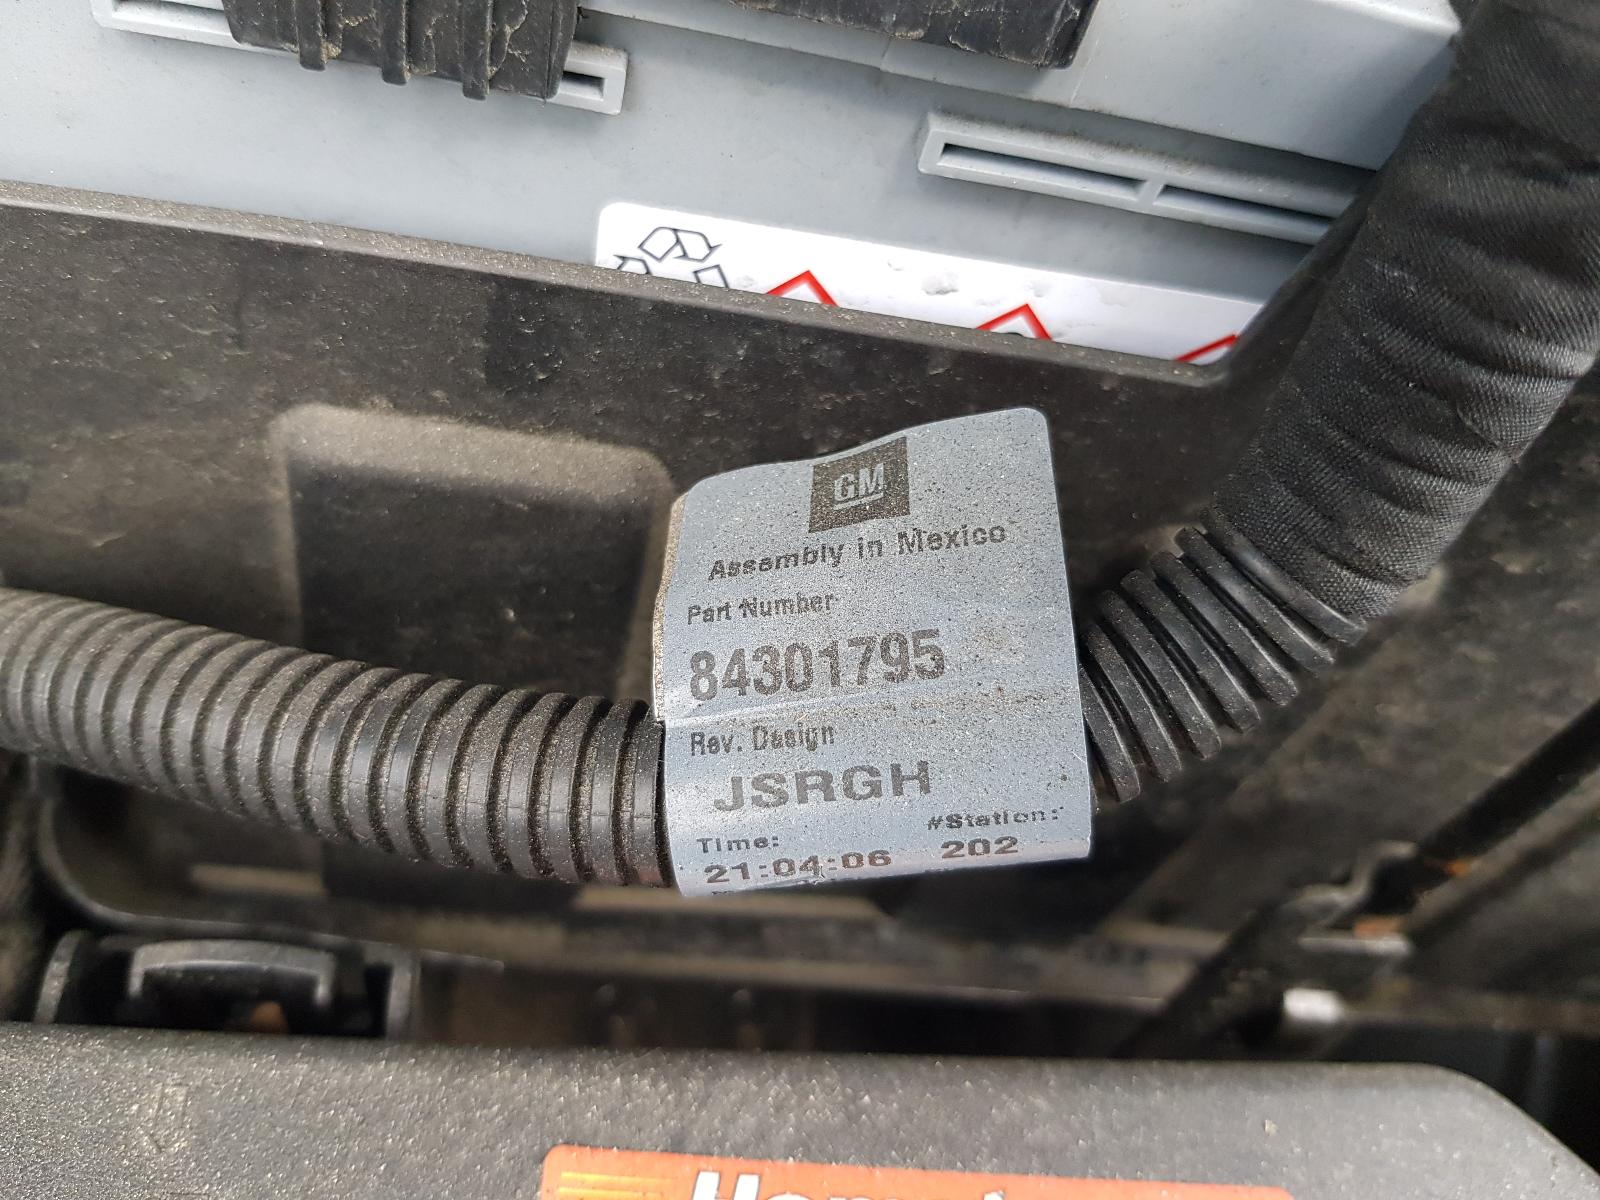 GM
Assembly in Mexico
Part Number
84301795
Rev. Design
JSRGH
Time: #Station:
21:04:06 202